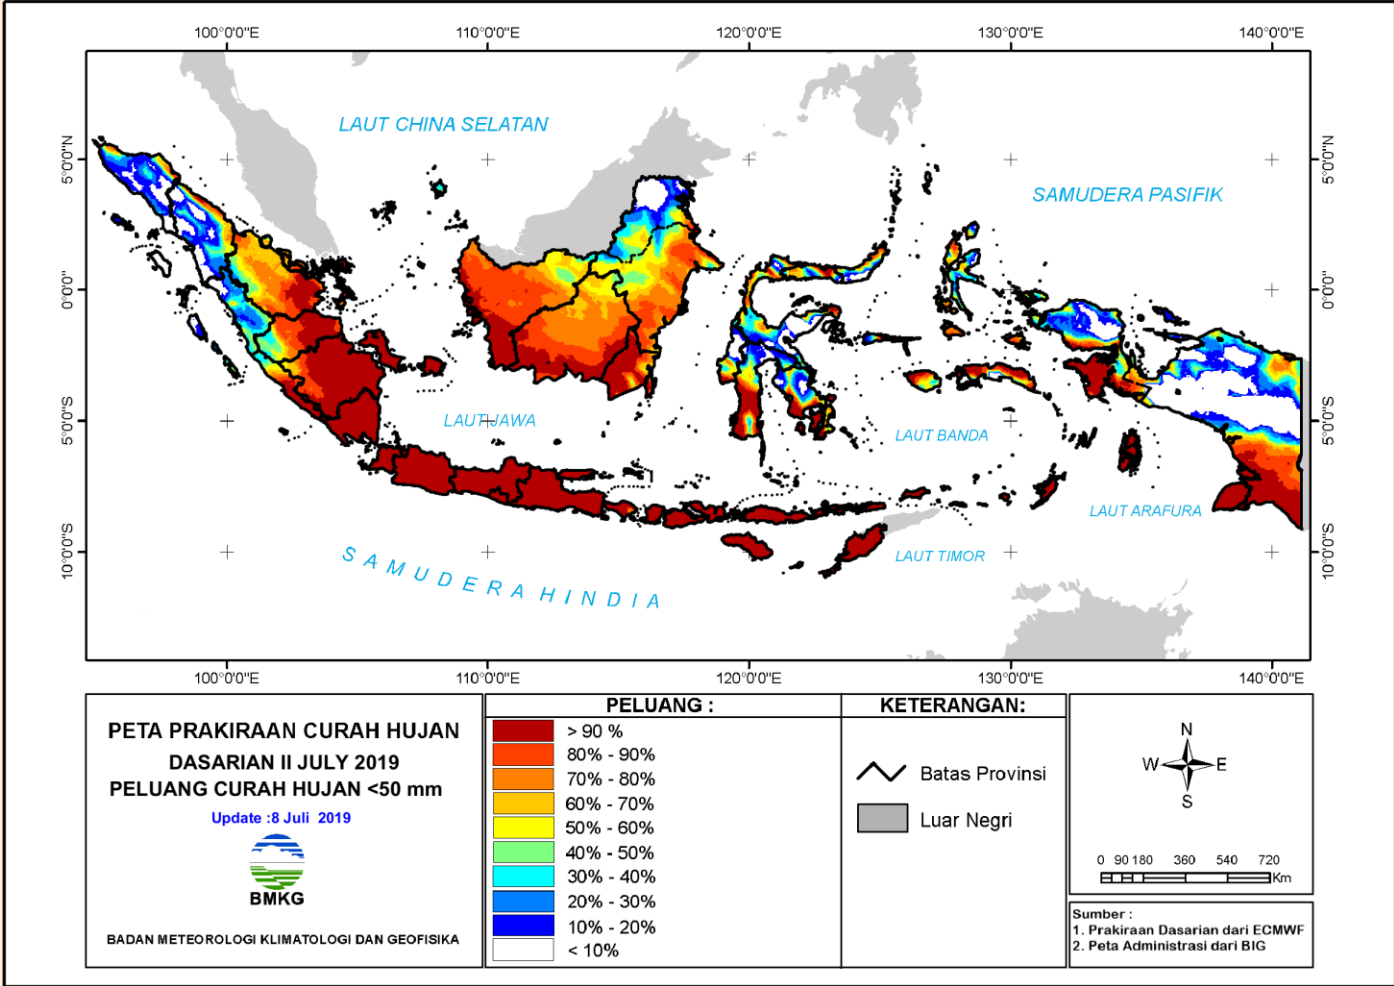 100°0'0"E 110°0'0"E 120°0'0"E 130°0'0"E 140°0'0"E
5°0'0"N 5°0'0"N
LAUT CHINA SELATAN
SAMUDERA PASIFIK
0°0'0" 0°0'0"
LAUT JAWA
LAUT BANDA
5°0'0"S 5°0'0"S
LAUT ARAFURA
LAUT TIMOR
10°0'0"S 10°0'0"S
SAMUDERA HINDIA
100°0'0"E 110°0'0"E 120°0'0"E 130°0'0"E 140°0'0"E
PETA PRAKIRAAN CURAH HUJAN
DASARIAN II JULY 2019
PELUANG CURAH HUJAN <50 mm
Update :8 Juli 2019
BMKG
BADAN METEOROLOGI KLIMATOLOGI DAN GEOFISIKA
PELUANG :
> 90 %
80% - 90%
70% - 80%
60% - 70%
50% - 60%
40% - 50%
30% - 40%
20% - 30%
10% - 20%
< 10%
KETERANGAN:
Batas Provinsi
Luar Negri
N
W E
S
0 90 180 360 540 720
Km
Sumber :
1. Prakiraan Dasarian dari ECMWF
2. Peta Administrasi dari BIG